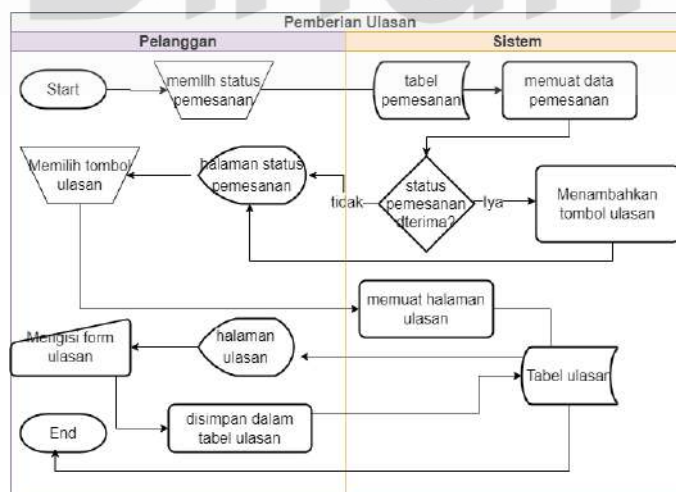 Pemberian Ulasan
Pelanggan
Sistem
Start
memilih status
pemesanan
tabel
pemesanan
memuat data
pemesanan
Memilih tombol
ulasan
halaman status
pemesanan
tidak
status
pemesanan
dterima?
Iya
Menambahkan
tombol ulasan
memuat halaman
ulasan
Mengisi form
ulasan
halaman
ulasan
Tabel ulasan
disimpan dalam
tabel ulasan
End